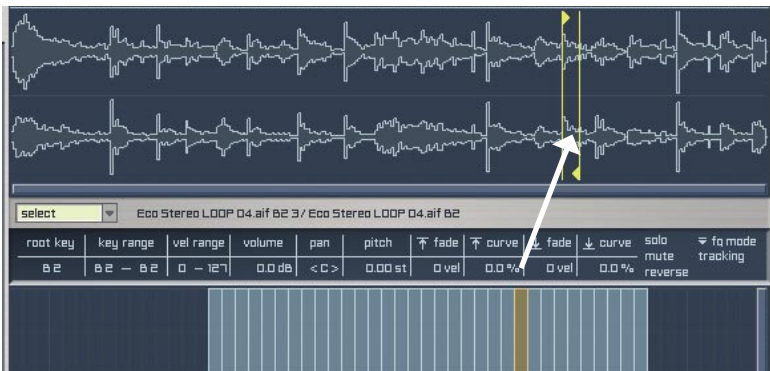 select Eco Stereo LOOP 04.aif B2 3/ Eco Stereo LOOP 04.aif B2
root key key range vel range volume pan pitch fade curve fade curve solo fq mode
mute tracking
B2 B2 – B2 0 – 127 0.0 dB < C > 0.00 st 0 vel 0.0 % 0 vel 0.0 % reverse